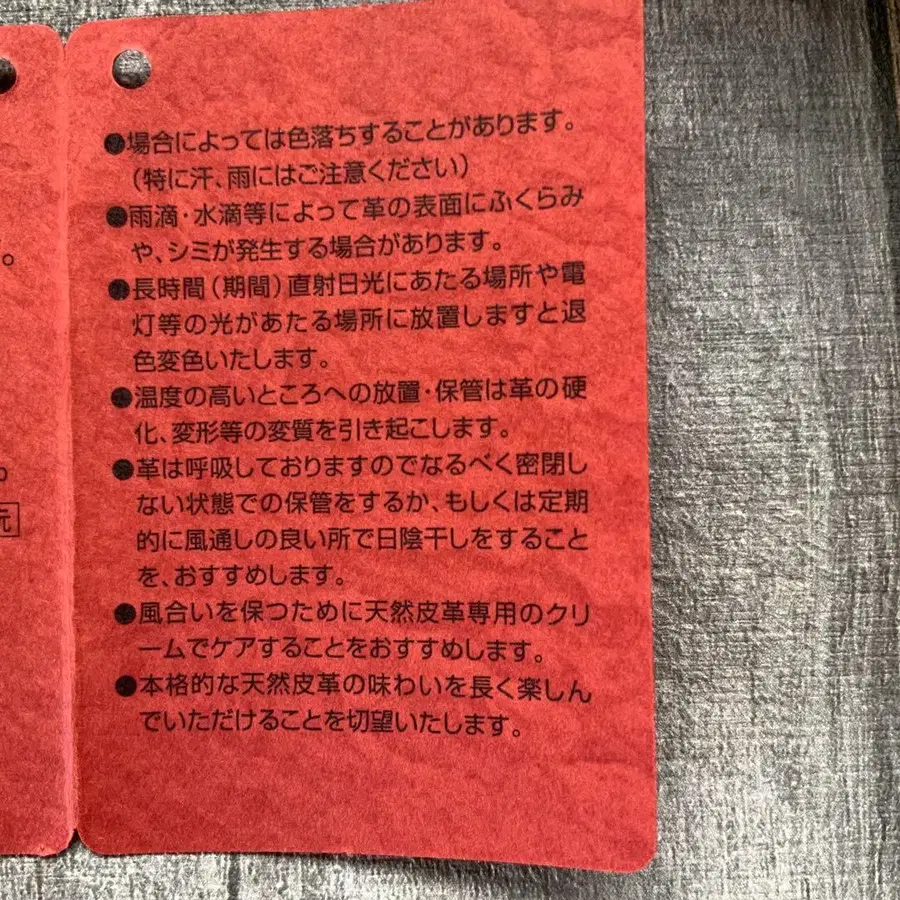 ●場合によっては色落ちすることがあります。
（特に汗、雨にはご注意ください）
●雨滴・水滴等によって革の表面にふくらみ
や、シミが発生する場合があります。
●長時間（期間）直射日光にあたる場所や電
灯等の光があたる場所に放置しますと退
色変色いたします。
●温度の高いところへの放置・保管は革の硬
化、変形等の変質を引き起こします。
●革は呼吸しておりますのでなるべく密閉し
ない状態での保管をするか、もしくは定期
的に風通しの良い所で日陰干しをすること
を、おすすめします。
●風合いを保つために天然皮革専用のクリ
ームでケアすることをおすすめします。
●本格的な天然皮革の味わいを長く楽しん
でいただけることを切望いたします。
。
。
元